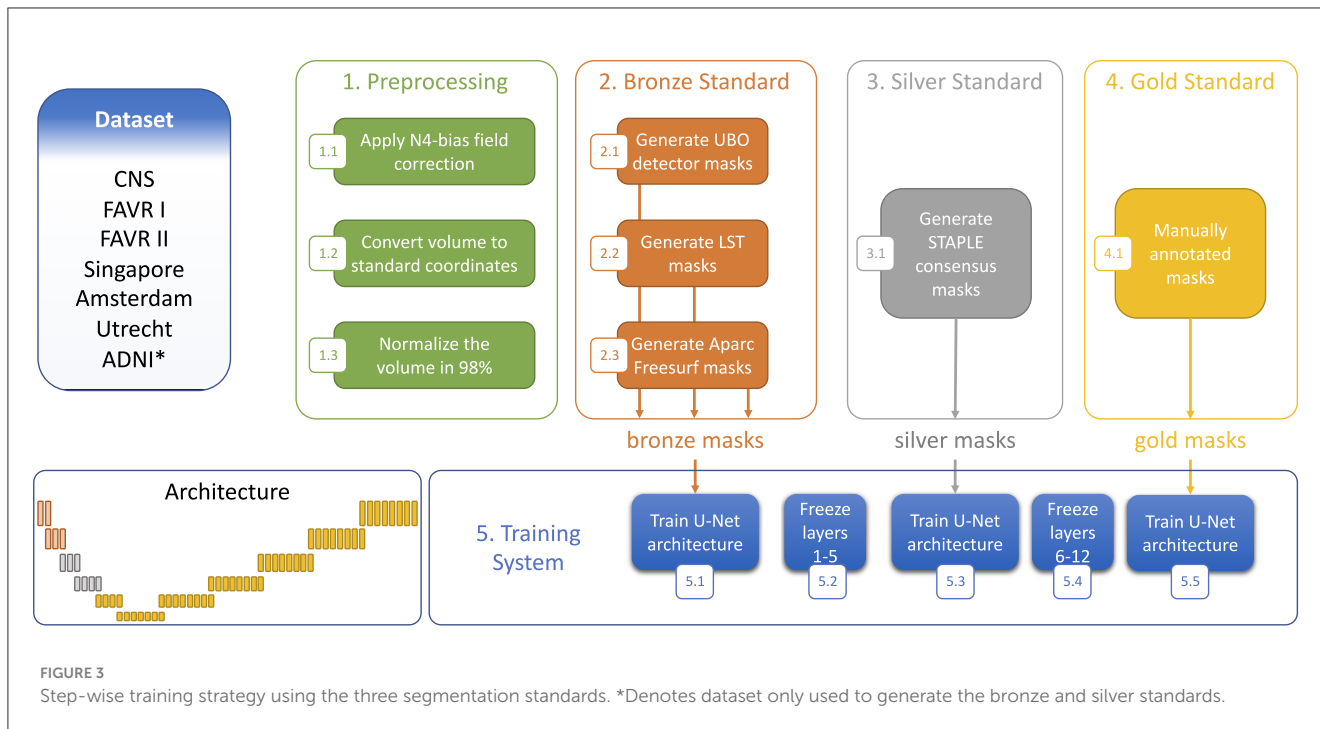 Dataset
CNS
FAVR I
FAVR II
Singapore
Amsterdam
Utrecht
ADNI*
1. Preprocessing
1.1
Apply N4-bias field
correction
1.2
Convert volume to
standard coordinates
1.3
Normalize the
volume in 98%
2. Bronze Standard
2.1
Generate UBO
detector masks
2.2
Generate LST
masks
2.3
Generate Aparc
Freesurf masks
bronze masks
3. Silver Standard
3.1
Generate
STAPLE
consensus
masks
silver masks
4. Gold Standard
4.1
Manually
annotated
masks
gold masks
Architecture
5. Training
System
Train U-Net
architecture
5.1
Freeze
layers
1-5
5.2
Train U-Net
architecture
5.3
Freeze
layers
6-12
5.4
Train U-Net
architecture
5.5
FIGURE 3
Step-wise training strategy using the three segmentation standards. *Denotes dataset only used to generate the bronze and silver standards.